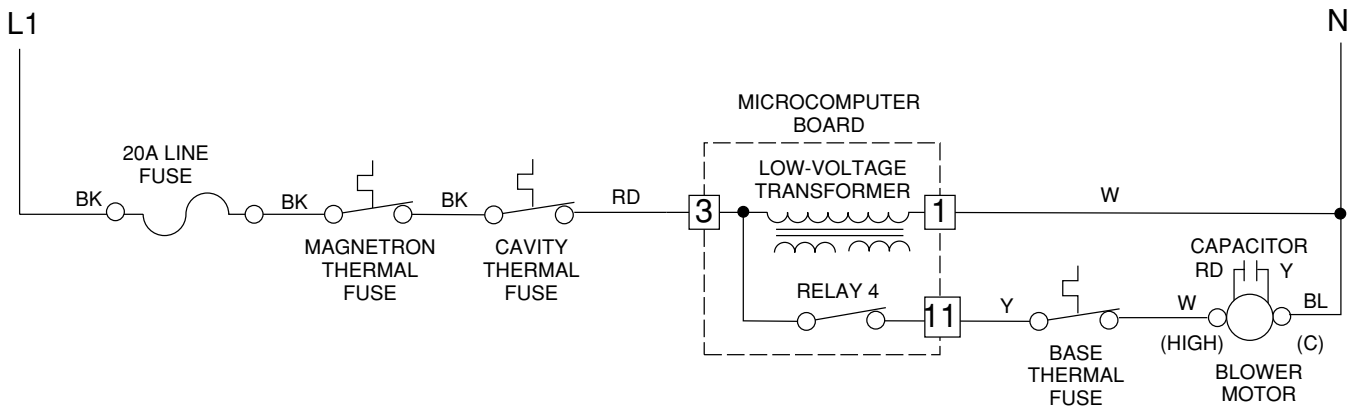 L1
N
MICROCOMPUTER
BOARD
20A LINE
FUSE
LOW-VOLTAGE
TRANSFORMER
BK
BK
BK
RD
3
1
W
MAGNETRON
THERMAL
FUSE
CAVITY
THERMAL
FUSE
CAPACITOR
RD
Y
RELAY 4
11
Y
W
BL
(HIGH)
(C)
BASE
THERMAL
FUSE
BLOWER
MOTOR